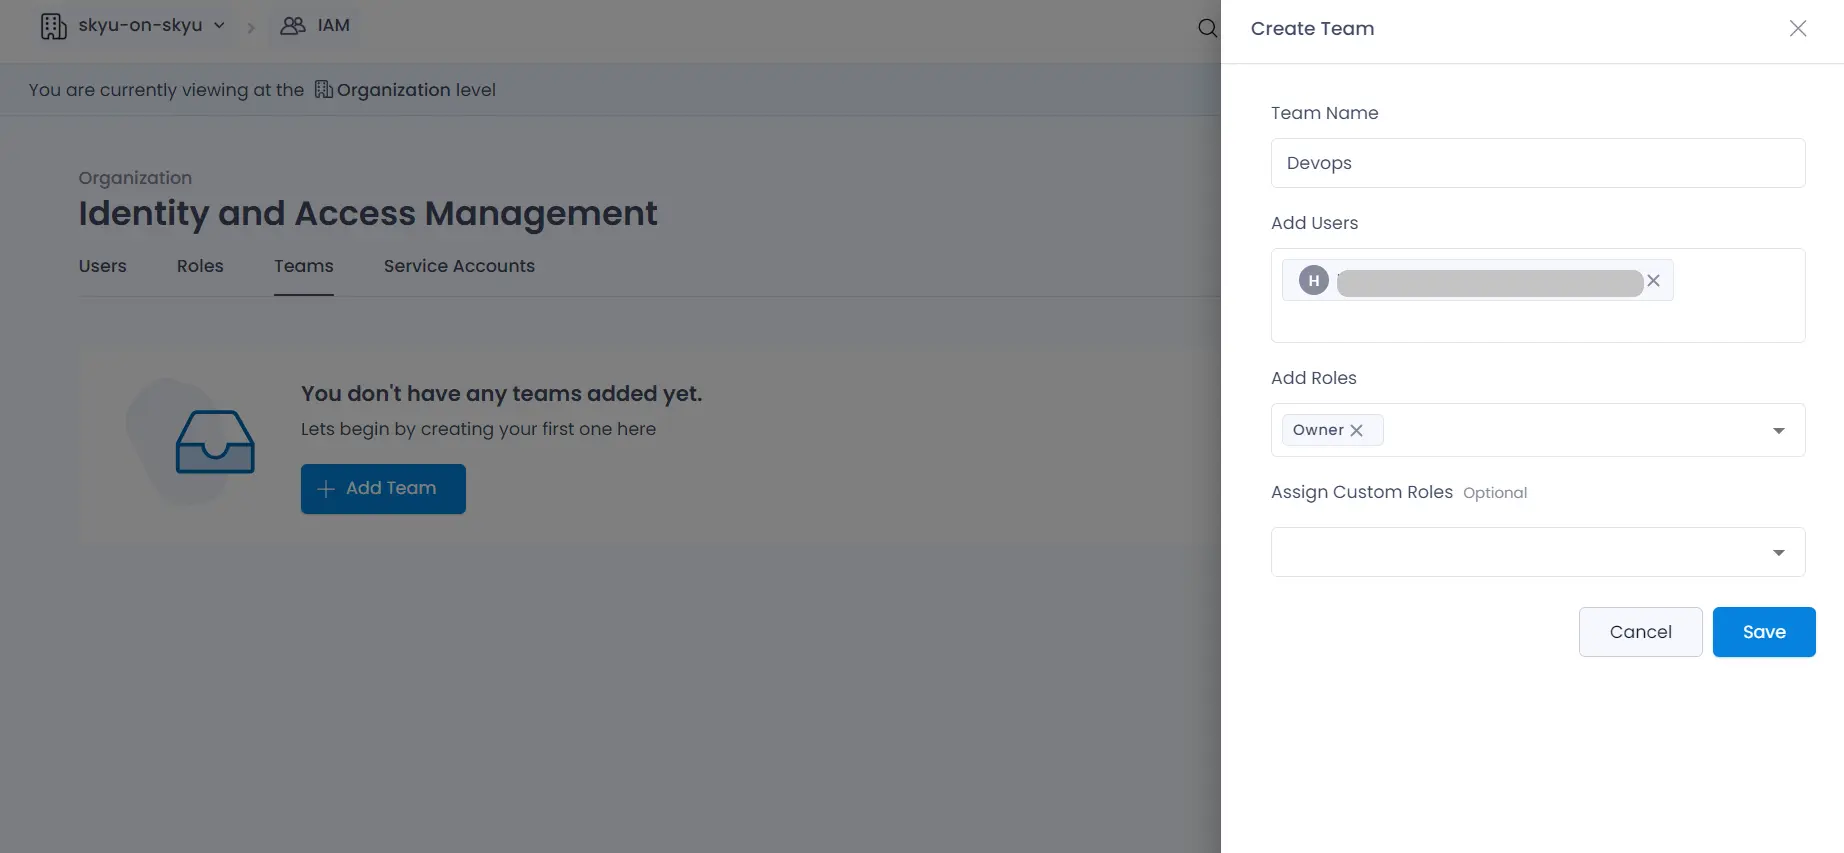 skyu-on-skyu
IAM
You are currently viewing at the Organization level
Organization
Identity and Access Management
Users Roles Teams Service Accounts
You don't have any teams added yet.
Lets begin by creating your first one here
Add Team
Create Team
Team Name
Devops
Add Users
H
Add Roles
Owner
Assign Custom Roles Optional
Cancel Save